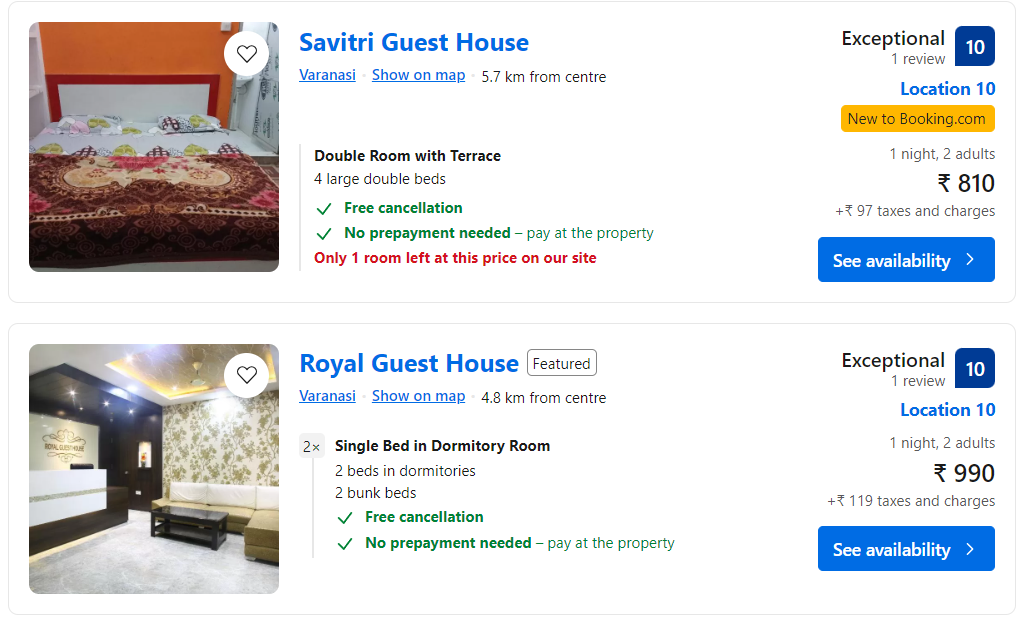 Savitri Guest House
Varanasi · Show on map · 5.7 km from centre
Exceptional
1 review
10
Location 10
New to Booking.com
Double Room with Terrace
4 large double beds
Free cancellation
No prepayment needed – pay at the property
Only 1 room left at this price on our site
1 night, 2 adults
₹ 810
+₹ 97 taxes and charges
See availability
ROYAL GUEST HOUSE
Royal Guest House Featured
Varanasi · Show on map · 4.8 km from centre
Exceptional
1 review
10
Location 10
2× Single Bed in Dormitory Room
2 beds in dormitories
2 bunk beds
Free cancellation
No prepayment needed – pay at the property
1 night, 2 adults
₹ 990
+₹ 119 taxes and charges
See availability